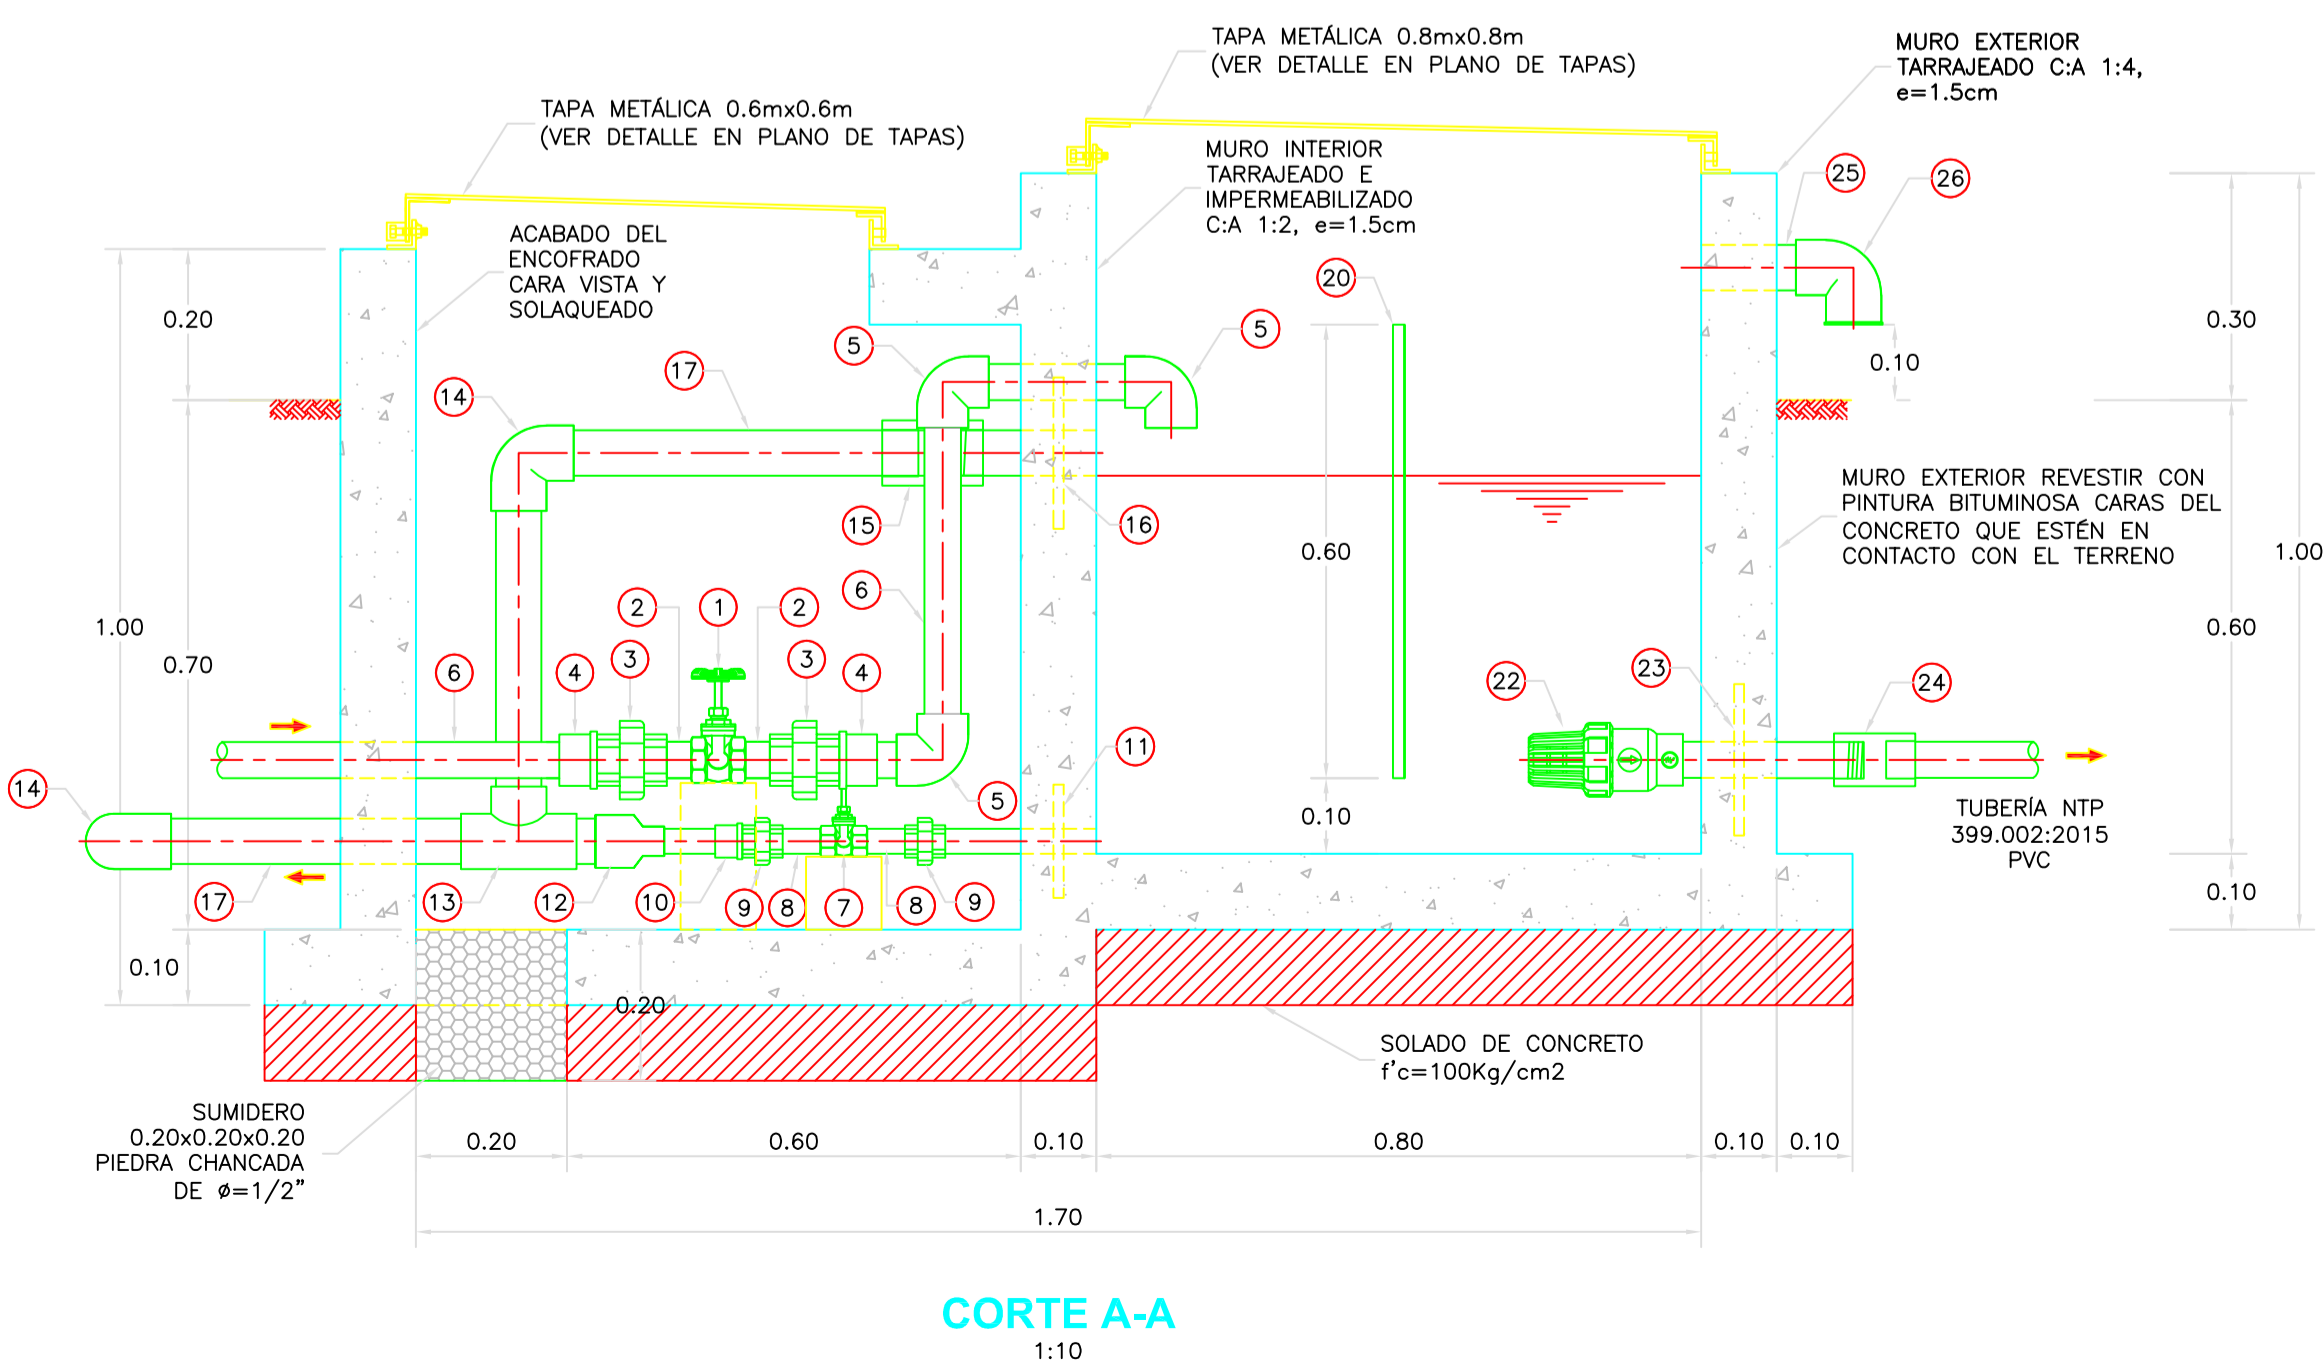 TAPA METÁLICA 0.8mx0.8m
(VER DETALLE EN PLANO DE TAPAS)
MURO EXTERIOR
TARRAJEADO C:A 1:4,
e=1.5cm
TAPA METÁLICA 0.6mx0.6m
(VER DETALLE EN PLANO DE TAPAS)
MURO INTERIOR
TARRAJEADO E
IMPERMEABILIZADO
C:A 1:2, e=1.5cm
25
26
ACABADO DEL
ENCOFRADO
CARA VISTA Y
SOLAQUEADO
20
0.20
5
5
0.30
0.10
17
14
MURO EXTERIOR REVESTIR CON
PINTURA BITUMINOSA CARAS DEL
CONCRETO QUE ESTÉN EN
CONTACTO CON EL TERRENO
15
16
0.60
1.00
6
2
1
2
1.00
0.60
0.70
6
4
3
3
4
22
23
24
11
14
5
0.10
TUBERÍA NTP
399.002:2015
PVC
17
13
12
10
9
8
7
8
9
0.10
0.10
0.20
SOLADO DE CONCRETO
f'c=100Kg/cm2
SUMIDERO
0.20x0.20x0.20
PIEDRA CHANCADA
DE ø=1/2"
0.20
0.60
0.10
0.80
0.10
0.10
1.70
CORTE A-A
1:10